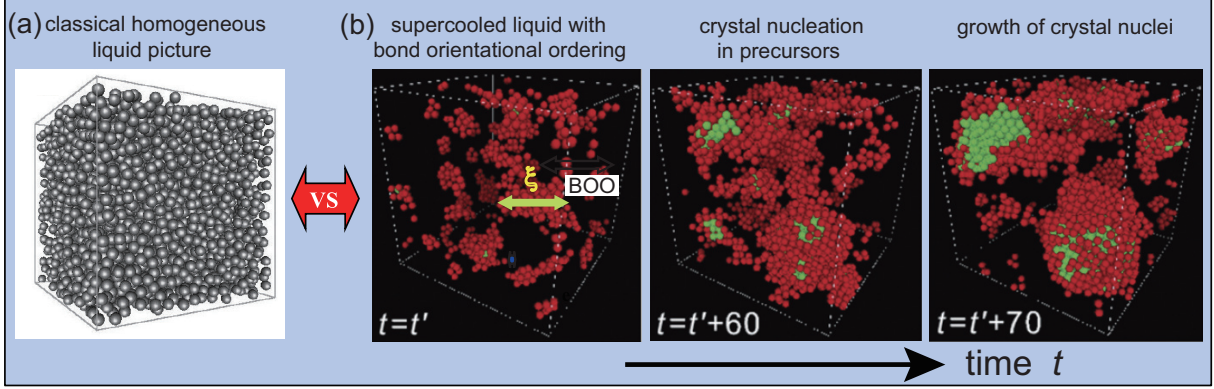 (a) classical homogeneous
liquid picture
VS
(b) supercooled liquid with
bond orientational ordering
crystal nucleation
in precursors
growth of crystal nuclei
ξ
BOO
t=t'
t=t'+60
t=t'+70
time t